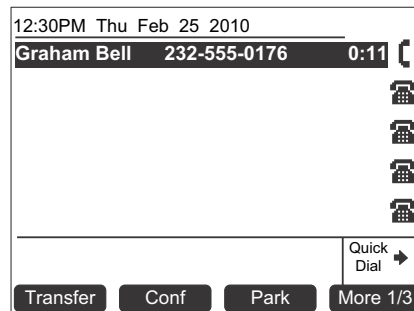 12:30PM Thu Feb 25 2010
Graham Bell 232-555-0176 0:11
Quick
Dial
Transfer Conf Park More 1/3